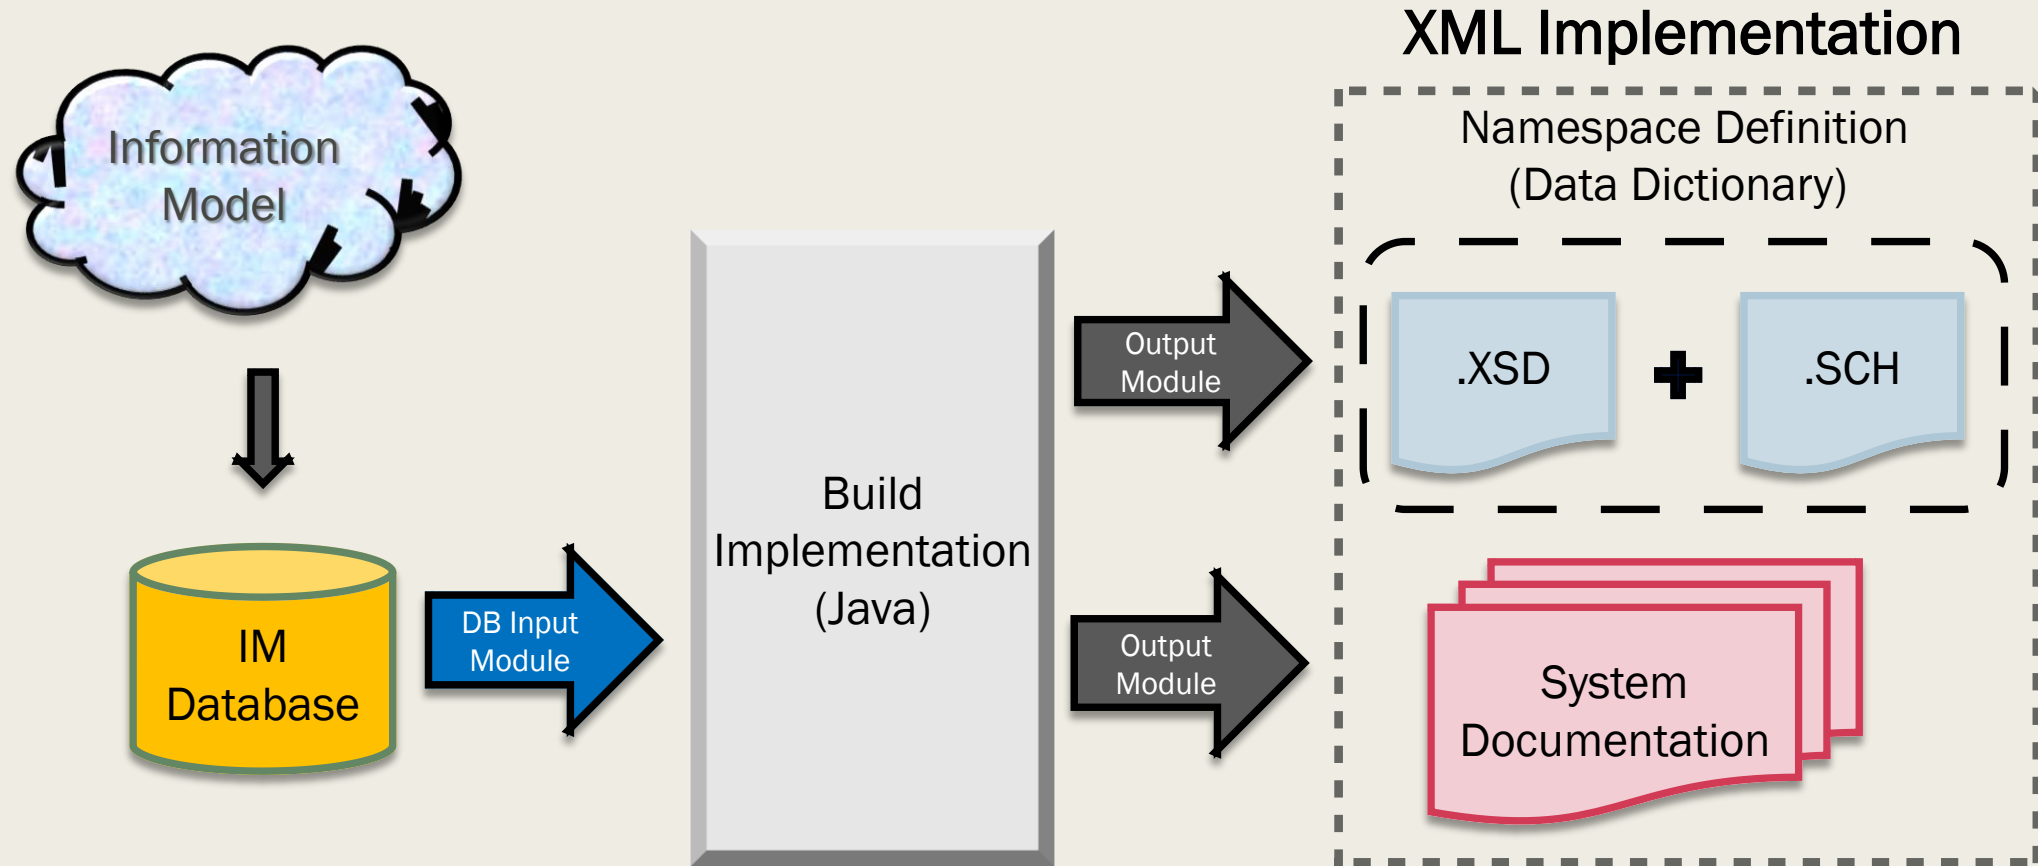 XML Implementation
Information
Model
Namespace Definition
(Data Dictionary)
Output
Module
.XSD
.SCH
Build
Implementation
(Java)
IM
Database
DB Input
Module
Output
Module
System
Documentation